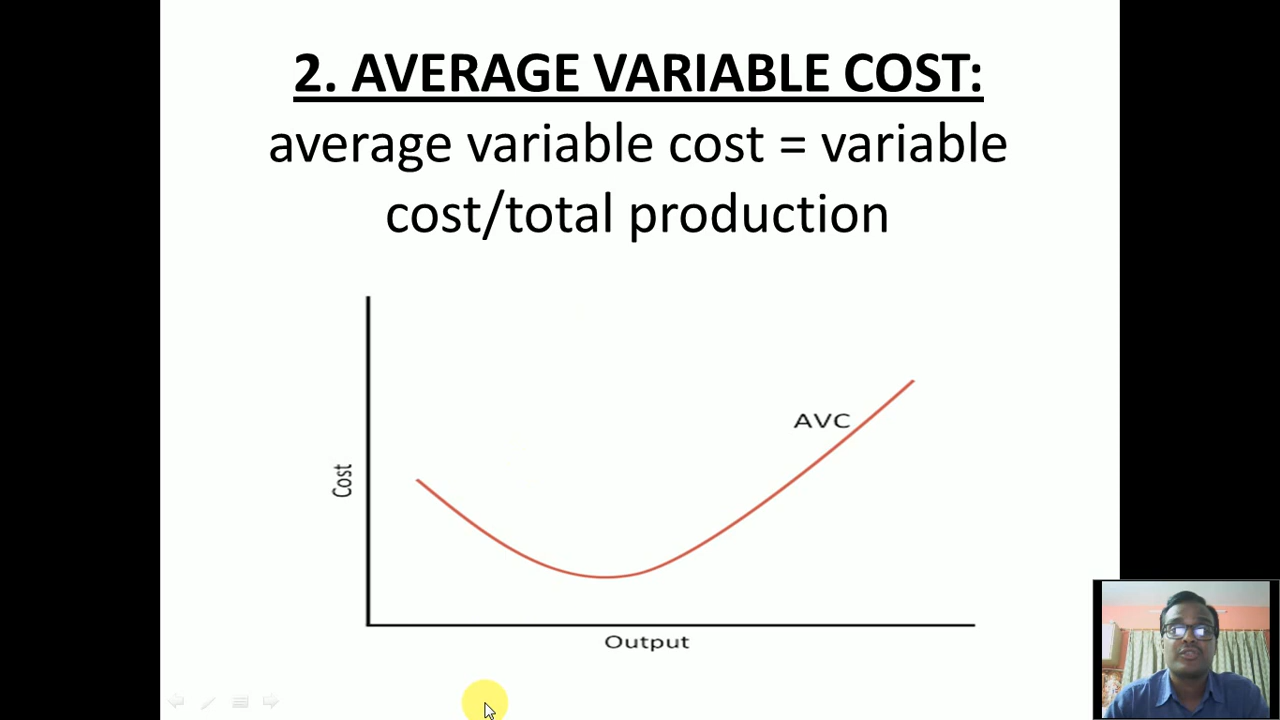 2. AVERAGE VARIABLE COST:
average variable cost = variable
cost/total production
AVC
Cost
Output